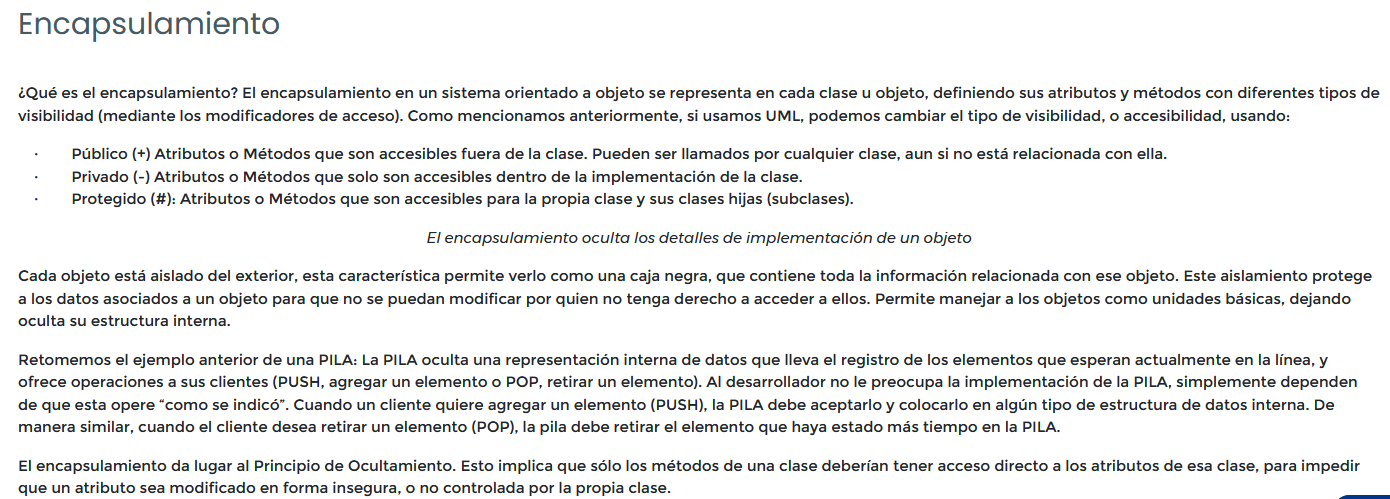 Encapsulamiento
¿Qué es el encapsulamiento? El encapsulamiento en un sistema orientado a objeto se representa en cada clase u objeto, definiendo sus atributos y métodos con diferentes tipos de
visibilidad (mediante los modificadores de acceso). Como mencionamos anteriormente, si usamos UML, podemos cambiar el tipo de visibilidad, o accesibilidad, usando:
· Público (+) Atributos o Métodos que son accesibles fuera de la clase. Pueden ser llamados por cualquier clase, aun si no está relacionada con ella.
· Privado (-) Atributos o Métodos que solo son accesibles dentro de la implementación de la clase.
· Protegido (#): Atributos o Métodos que son accesibles para la propia clase y sus clases hijas (subclases).
El encapsulamiento oculta los detalles de implementación de un objeto
Cada objeto está aislado del exterior, esta característica permite verlo como una caja negra, que contiene toda la información relacionada con ese objeto. Este aislamiento protege
a los datos asociados a un objeto para que no se puedan modificar por quien no tenga derecho a acceder a ellos. Permite manejar a los objetos como unidades básicas, dejando
oculta su estructura interna.
Retomemos el ejemplo anterior de una PILA: La PILA oculta una representación interna de datos que lleva el registro de los elementos que esperan actualmente en la línea, y
ofrece operaciones a sus clientes (PUSH, agregar un elemento o POP, retirar un elemento). Al desarrollador no le preocupa la implementación de la PILA, simplemente dependen
de que esta opere “como se indicó”. Cuando un cliente quiere agregar un elemento (PUSH), la PILA debe aceptarlo y colocarlo en algún tipo de estructura de datos interna. De
manera similar, cuando el cliente desea retirar un elemento (POP), la pila debe retirar el elemento que haya estado más tiempo en la PILA.
El encapsulamiento da lugar al Principio de Ocultamiento. Esto implica que sólo los métodos de una clase deberían tener acceso directo a los atributos de esa clase, para impedir
que un atributo sea modificado en forma insegura, o no controlada por la propia clase.